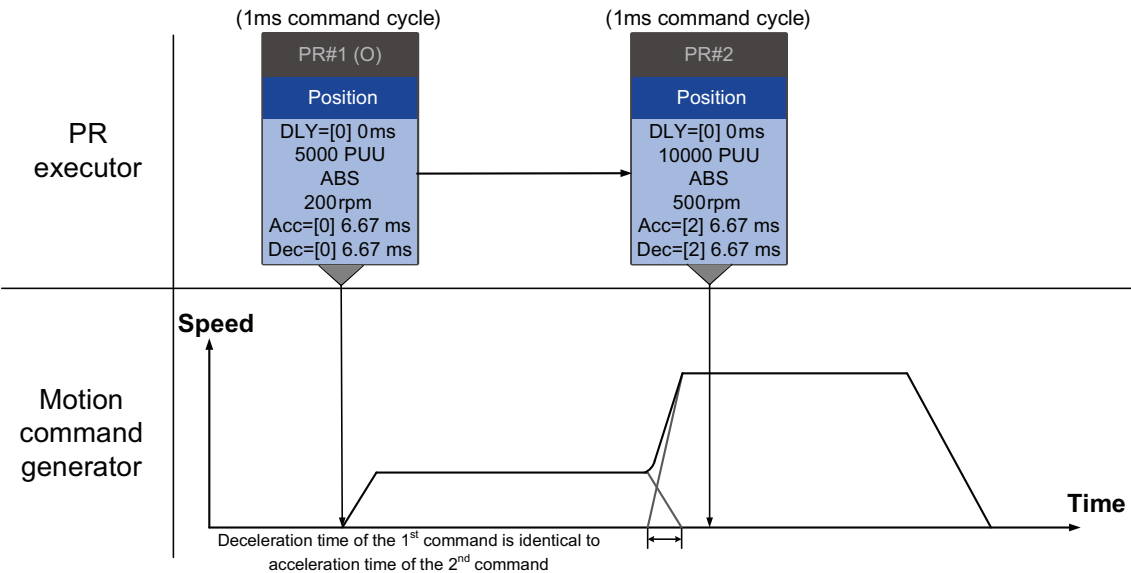 (1ms command cycle)
(1ms command cycle)
PR#1 (O)
PR#2
Position
Position
PR
executor
DLY=[0] 0ms
5000 PUU
ABS
200rpm
Acc=[0] 6.67 ms
Dec=[0] 6.67 ms
DLY=[0] 0ms
10000 PUU
ABS
500rpm
Acc=[2] 6.67 ms
Dec=[2] 6.67 ms
Speed
Motion
command
generator
Time
Deceleration time of the 1st command is identical to
acceleration time of the 2nd command